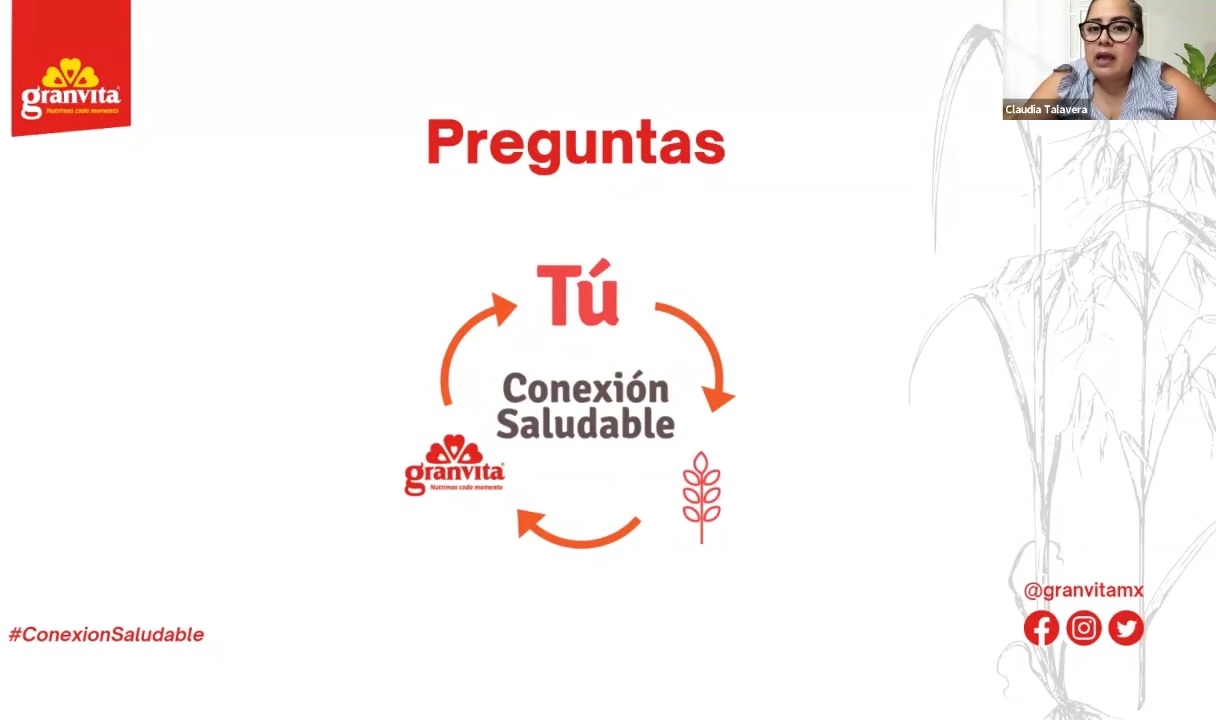 granvita
Nutrimos cada momento
Claudia Talavera
Preguntas
Tú
Conexión
Saludable
granvita
Nutrimos cada momento
@granvitamx
#ConexionSaludable